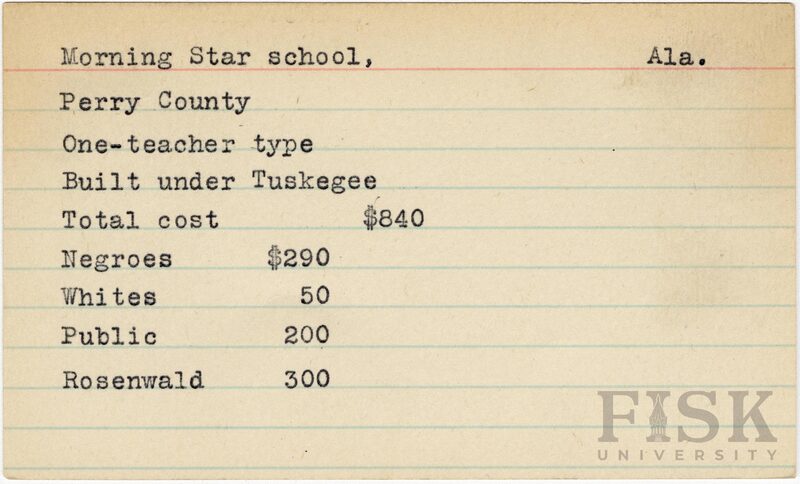 Morning Star school, Ala.
Perry County
One-teacher type
Built under Tuskegee
Total cost $840
Negroes $290
Whites 50
Public 200
Rosenwald 300
FISK
UNIVERSITY